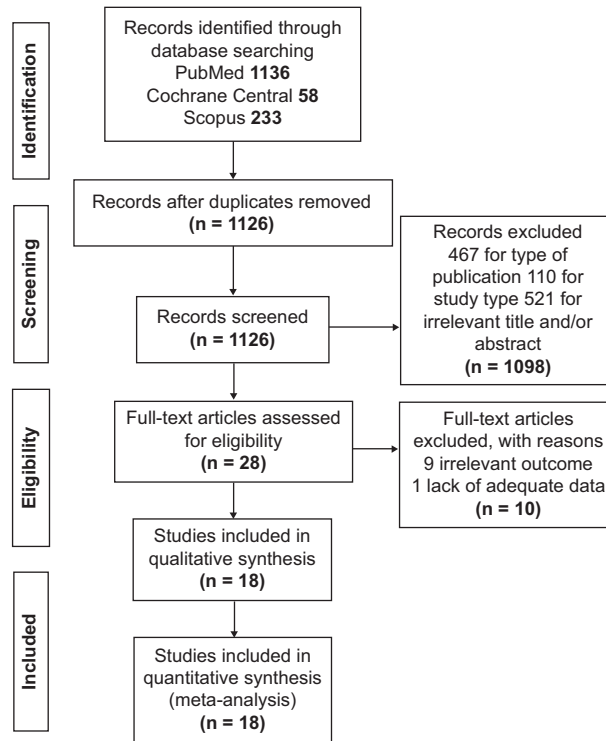 Identification
Records identified through
database searching
PubMed 1136
Cochrane Central 58
Scopus 233
Records after duplicates removed
(n = 1126)
Screening
Records screened
(n = 1126)
Records excluded
467 for type of
publication 110 for
study type 521 for
irrelevant title and/or
abstract
(n = 1098)
Eligibility
Full-text articles assessed
for eligibility
(n = 28)
Full-text articles
excluded, with reasons
9 irrelevant outcome
1 lack of adequate data
(n = 10)
Studies included in
qualitative synthesis
(n = 18)
Included
Studies included in
quantitative synthesis
(meta-analysis)
(n = 18)